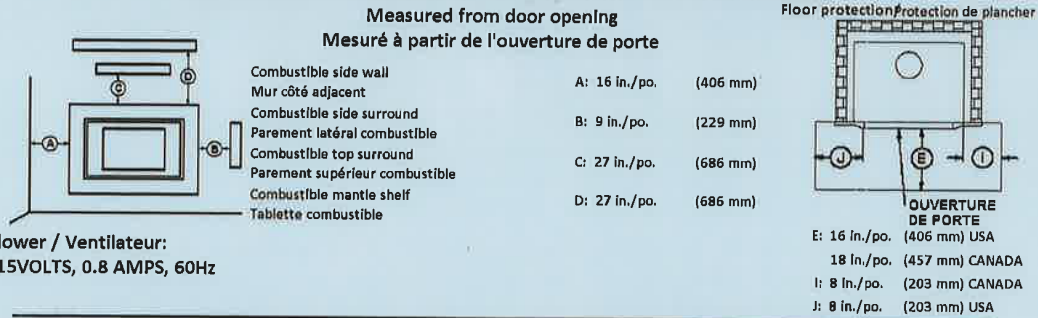 Measured from door opening
Mesuré à partir de l'ouverture de porte
Floor protection/Protection de plancher
D
C
A
B
Combustible side wall
Mur côté adjacent
A: 16 in./po. (406 mm)
Combustible side surround
Parement latéral combustible
B: 9 in./po. (229 mm)
Combustible top surround
Parement supérieur combustible
C: 27 in./po. (686 mm)
Combustible mantle shelf
Tablette combustible
D: 27 in./po. (686 mm)
lower / Ventilateur:
15VOLTS, 0.8 AMPS, 60Hz
J E I
OUVERTURE
DE PORTE
E: 16 in./po. (406 mm) USA
18 in./po. (457 mm) CANADA
I: 8 in./po. (203 mm) CANADA
J: 8 in./po. (203 mm) USA